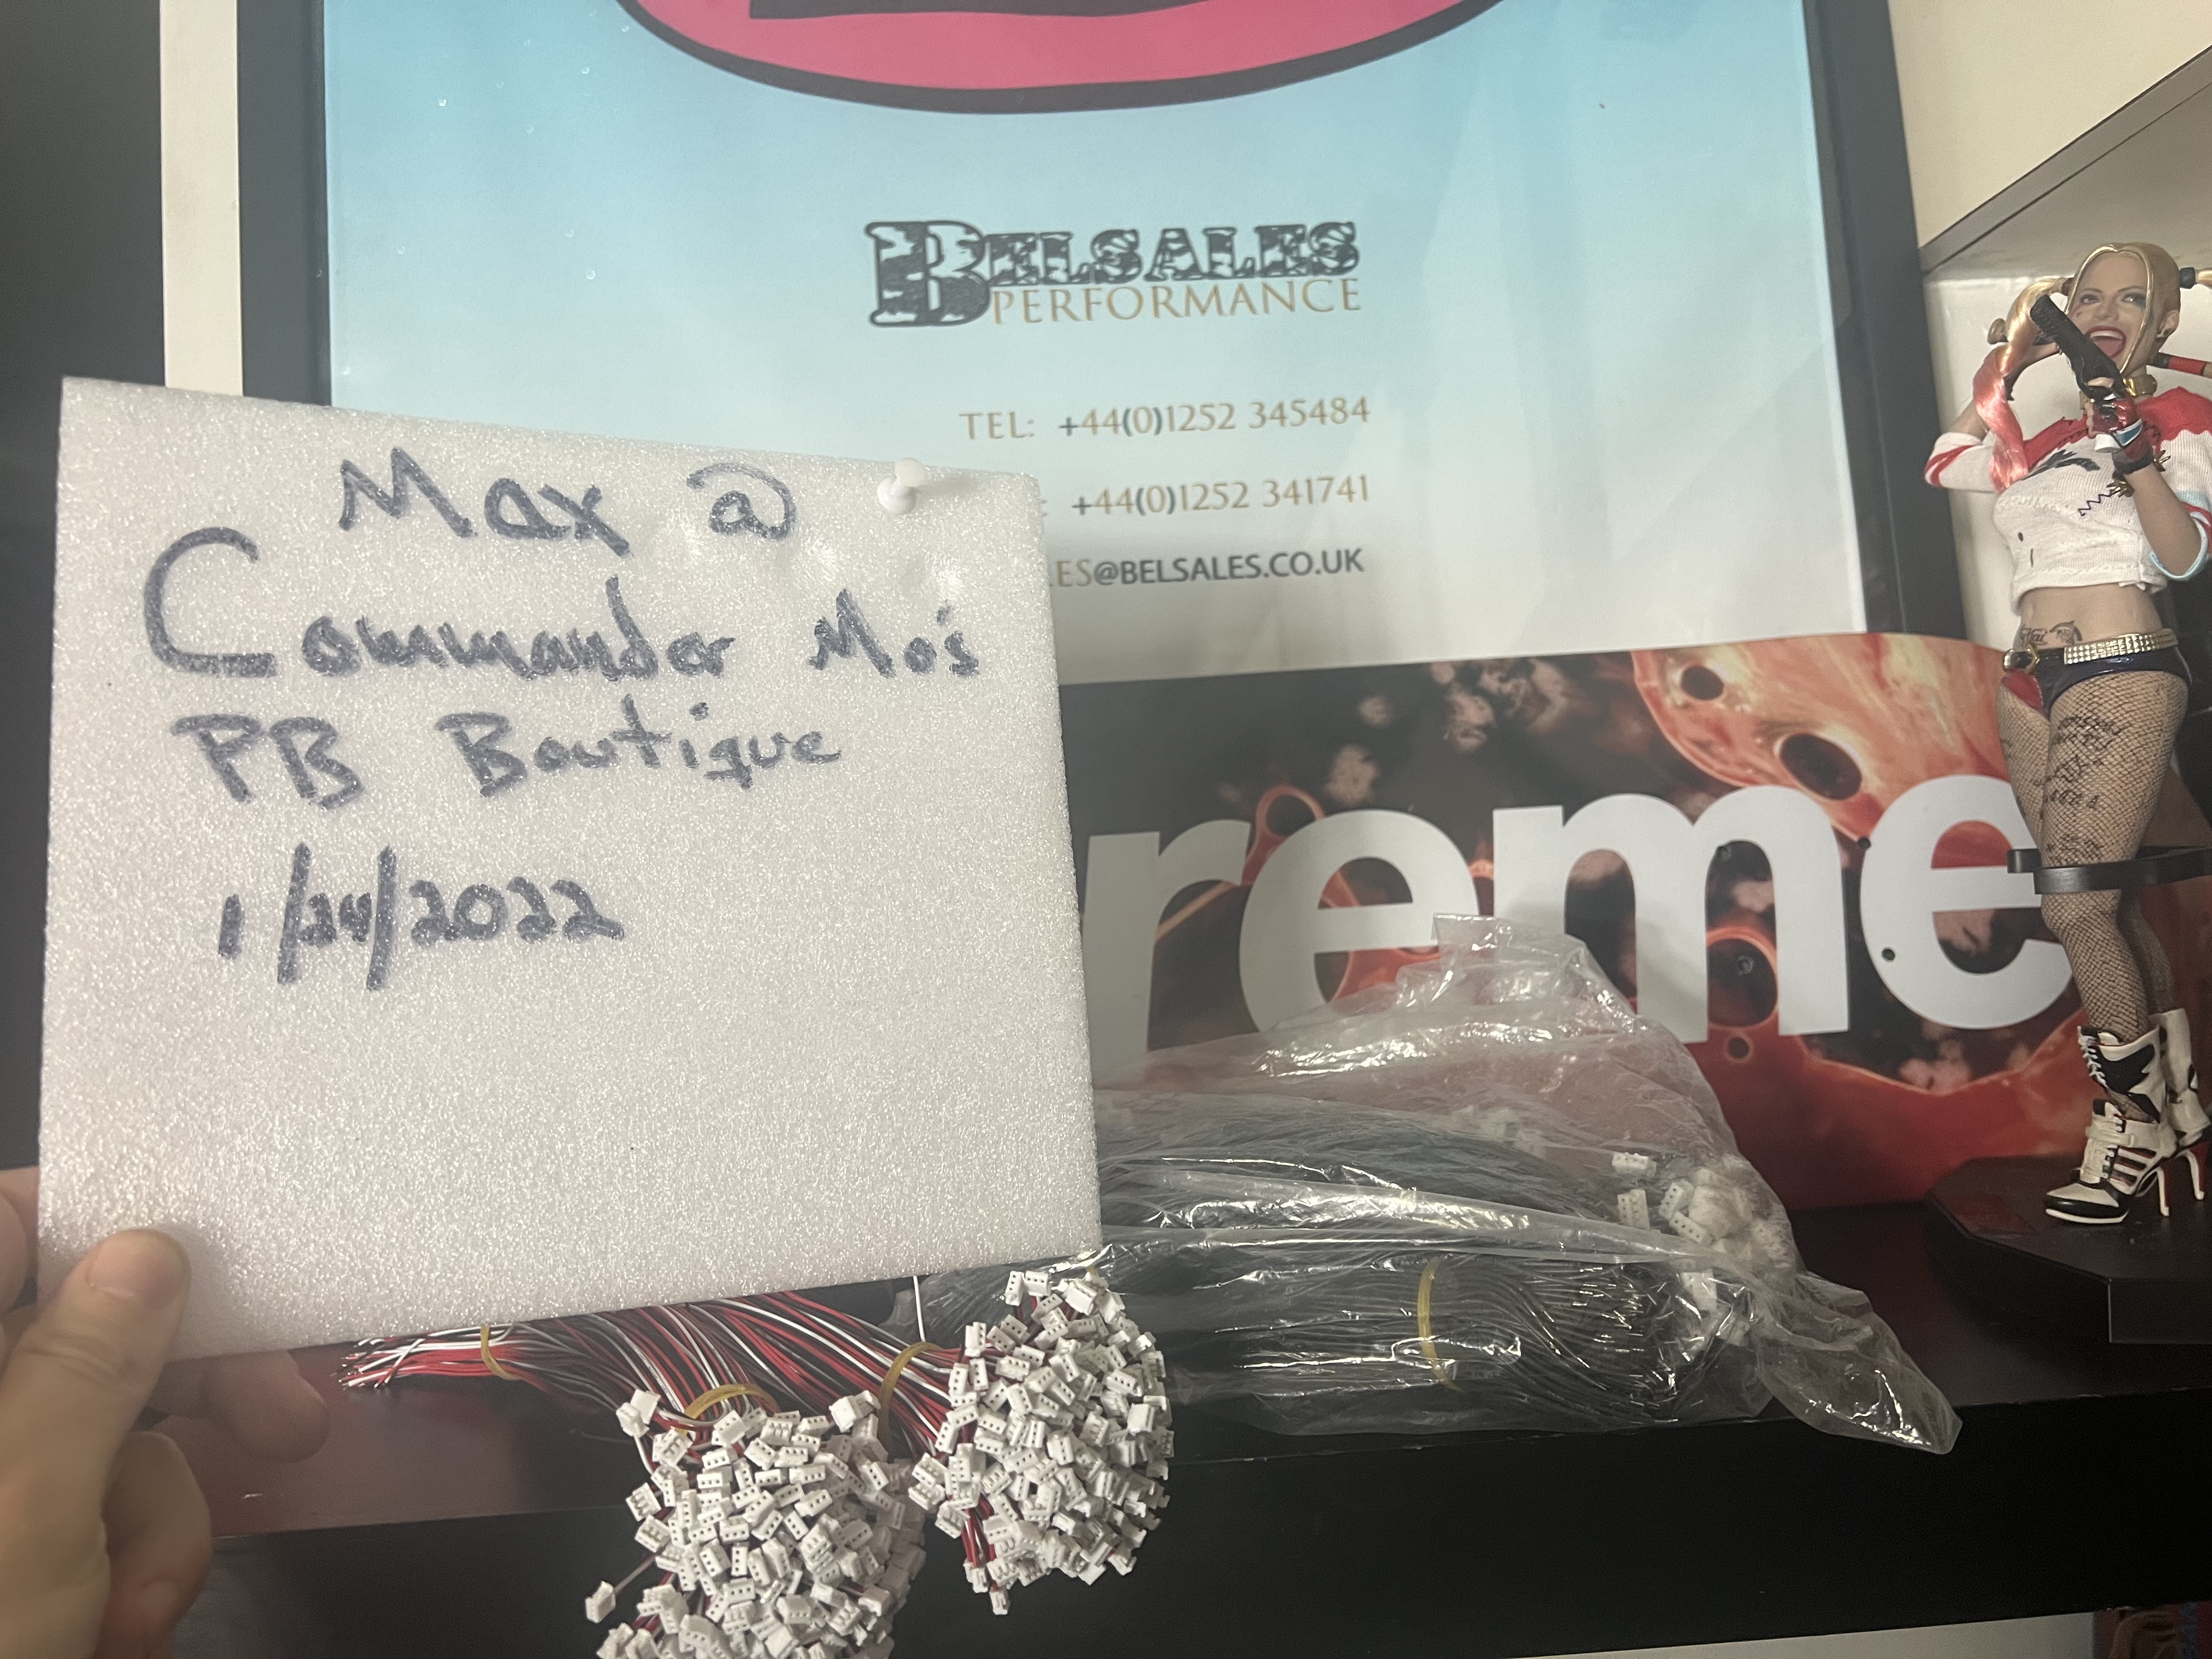 BELSALES
PERFORMANCE
TEL: +44(0)1252 345484
: +44(0)1252 341741
LES@BELSALES.CO.UK
Max @
Commander Mo's
PB Boutique
1/24/2022
reme